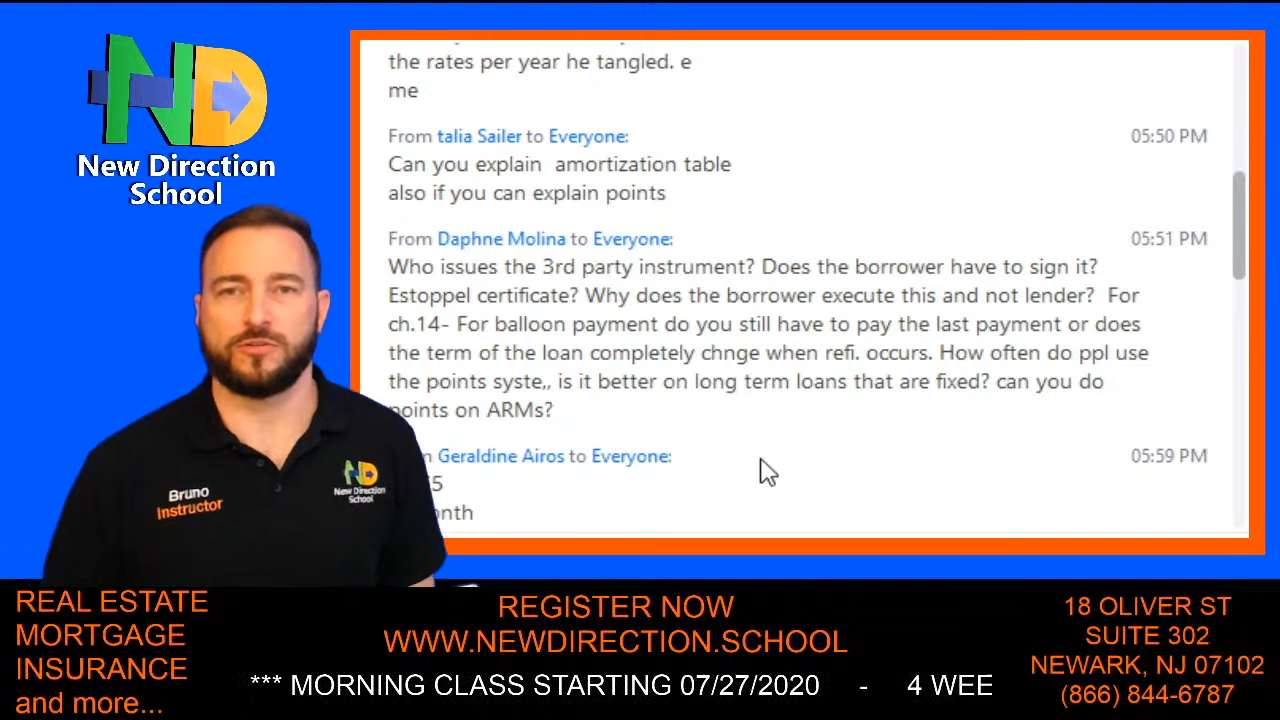 ND
New Direction
School
the rates per year he tangled. e
me
From talia Sailer to Everyone: 05:50 PM
Can you explain amortization table
also if you can explain points
From Daphne Molina to Everyone: 05:51 PM
Who issues the 3rd party instrument? Does the borrower have to sign it?
Estoppel certificate? Why does the borrower execute this and not lender? For
ch.14- For balloon payment do you still have to pay the last payment or does
the term of the loan completely chnge when refi. occurs. How often do ppl use
the points syste,, is it better on long term loans that are fixed? can you do
points on ARMs?
Geraldine Airos to Everyone: 05:59 PM
5
onth
Bruno
Instructor
ND
New Direction
School
REAL ESTATE
MORTGAGE
INSURANCE
and more...
REGISTER NOW
WWW.NEWDIRECTION.SCHOOL
*** MORNING CLASS STARTING 07/27/2020 - 4 WEE
18 OLIVER ST
SUITE 302
NEWARK, NJ 07102
(866) 844-6787